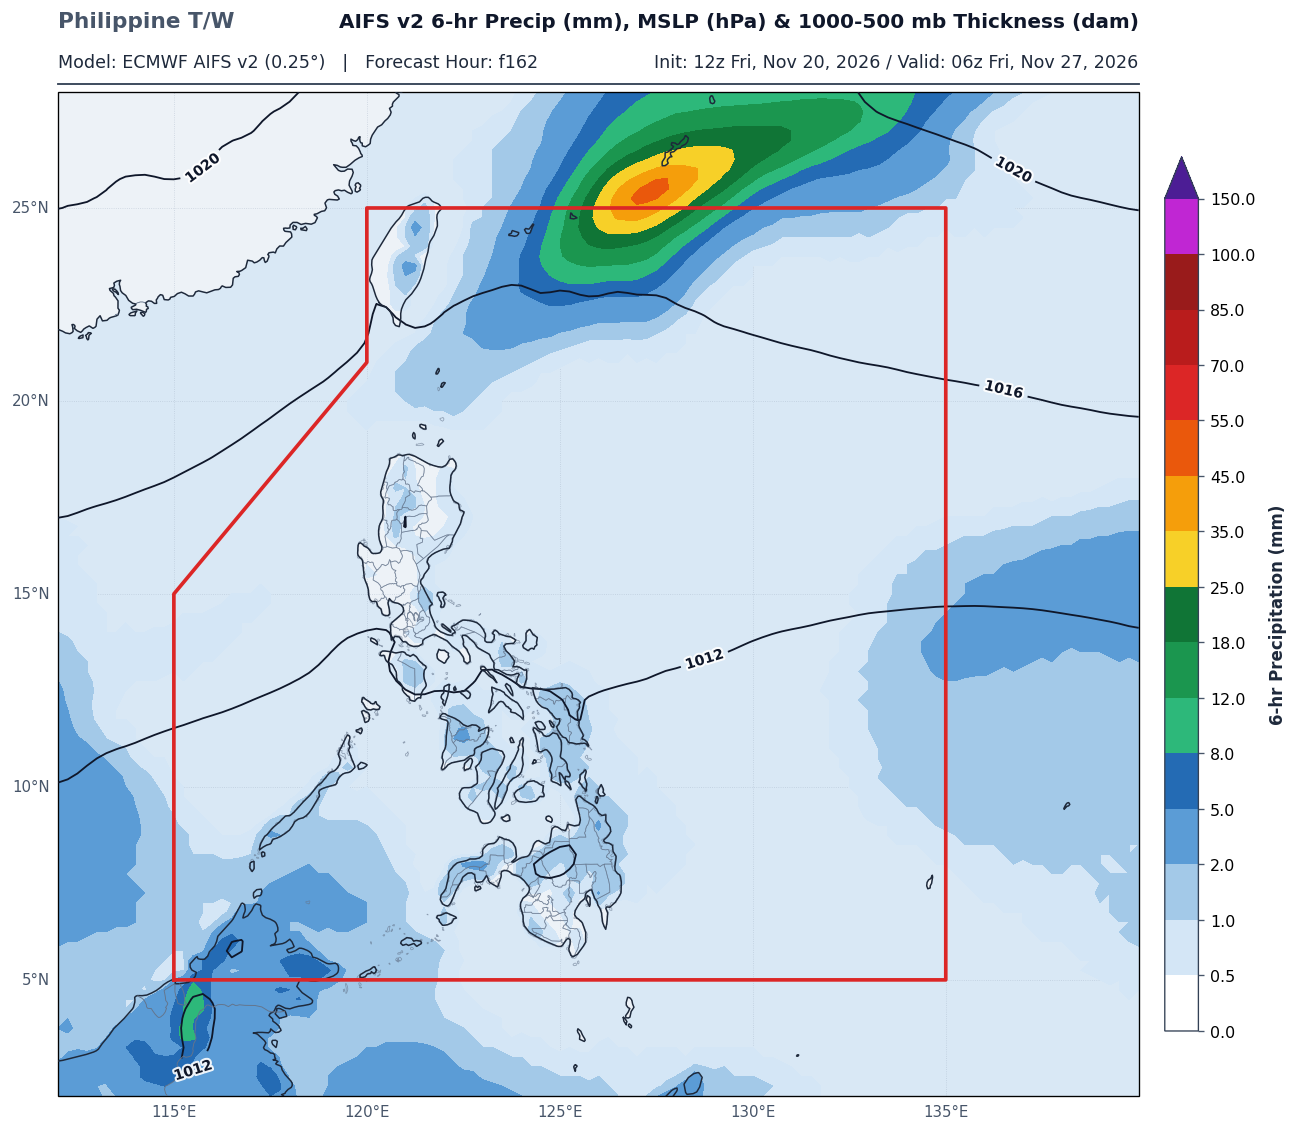 Philippine T/W
AIFS v2 6-hr Precip (mm), MSLP (hPa) & 1000-500 mb Thickness (dam)
Model: ECMWF AIFS v2 (0.25°) | Forecast Hour: f162
Init: 12z Fri, Nov 20, 2026 / Valid: 06z Fri, Nov 27, 2026
1020
1020
1016
1012
1012
25°N
20°N
15°N
10°N
5°N
115°E
120°E
125°E
130°E
135°E
150.0
100.0
85.0
70.0
55.0
45.0
35.0
25.0
18.0
12.0
8.0
5.0
2.0
1.0
0.5
0.0
6-hr Precipitation (mm)